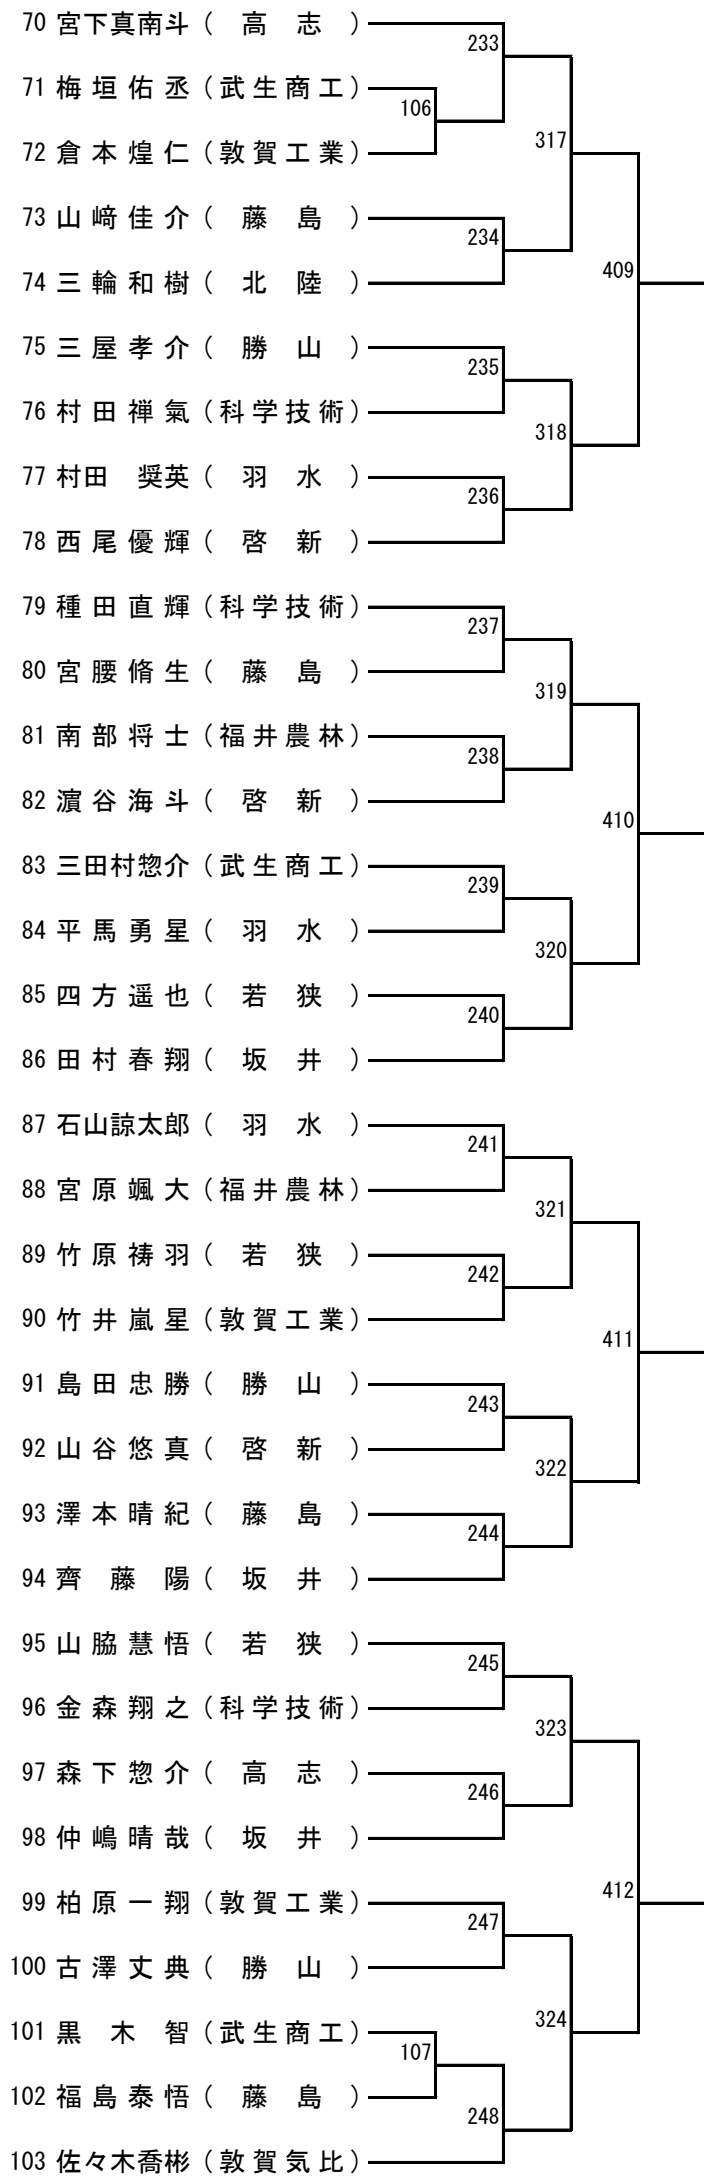 70 宮下真南斗（　高　志　）
233
71 梅垣佑丞（武生商工）
106
72 倉本煌仁（敦賀工業）
317
73 山﨑佳介（　藤　島　）
234
74 三輪和樹（　北　陸　）
409
75 三屋孝介（　勝　山　）
235
76 村田禅氣（科学技術）
318
77 村田　奨英（　羽　水　）
236
78 西尾優輝（　啓　新　）
79 種田直輝（科学技術）
237
80 宮腰脩生（　藤　島　）
319
81 南部将士（福井農林）
238
82 濵谷海斗（　啓　新　）
410
83 三田村惣介（武生商工）
239
84 平馬勇星（　羽　水　）
320
85 四方遥也（　若　狭　）
240
86 田村春翔（　坂　井　）
87 石山諒太郎（　羽　水　）
241
88 宮原颯大（福井農林）
321
89 竹原祷羽（　若　狭　）
242
90 竹井嵐星（敦賀工業）
411
91 島田忠勝（　勝　山　）
243
92 山谷悠真（　啓　新　）
322
93 澤本晴紀（　藤　島　）
244
94 齊　藤　陽（　坂　井　）
95 山脇慧悟（　若　狭　）
245
96 金森翔之（科学技術）
323
97 森下惣介（　高　志　）
246
98 仲嶋晴哉（　坂　井　）
412
99 柏原一翔（敦賀工業）
247
100 古澤丈典（　勝　山　）
324
101 黒　木　智（武生商工）
107
102 福島泰悟（　藤　島　）
248
103 佐々木喬彬（敦賀気比）